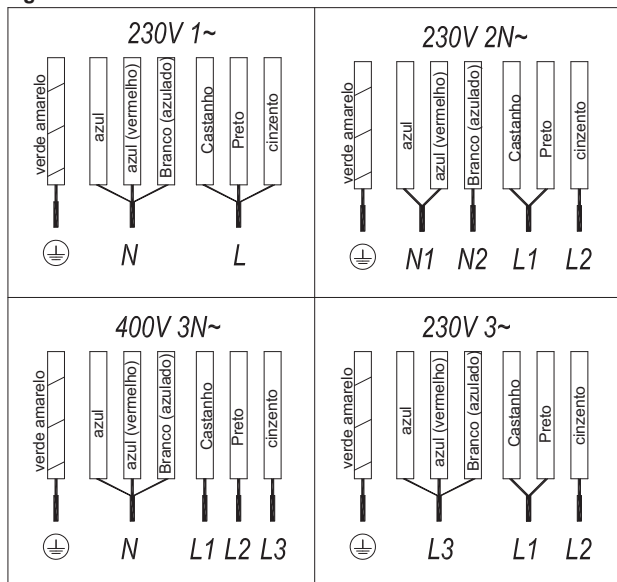 230V 1~
verde amarelo
azul
azul (vermelho)
Branco (azulado)
Castanho
Preto
cinzento
N
L
230V 2N~
verde amarelo
azul
azul (vermelho)
Branco (azulado)
Castanho
Preto
cinzento
N1 N2 L1 L2
400V 3N~
verde amarelo
azul
azul (vermelho)
Branco (azulado)
Castanho
Preto
cinzento
N L1 L2 L3
230V 3~
verde amarelo
azul
azul (vermelho)
Branco (azulado)
Castanho
Preto
cinzento
L3 L1 L2